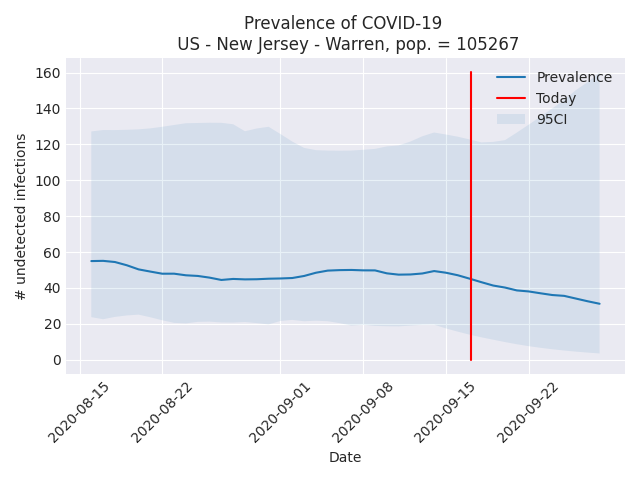 Prevalence of COVID-19
US - New Jersey - Warren, pop. = 105267
160
140
120
100
80
60
40
20
0
# undetected infections
Prevalence
Today
95CI
2020-08-15
2020-08-22
2020-09-01
2020-09-08
2020-09-15
2020-09-22
Date